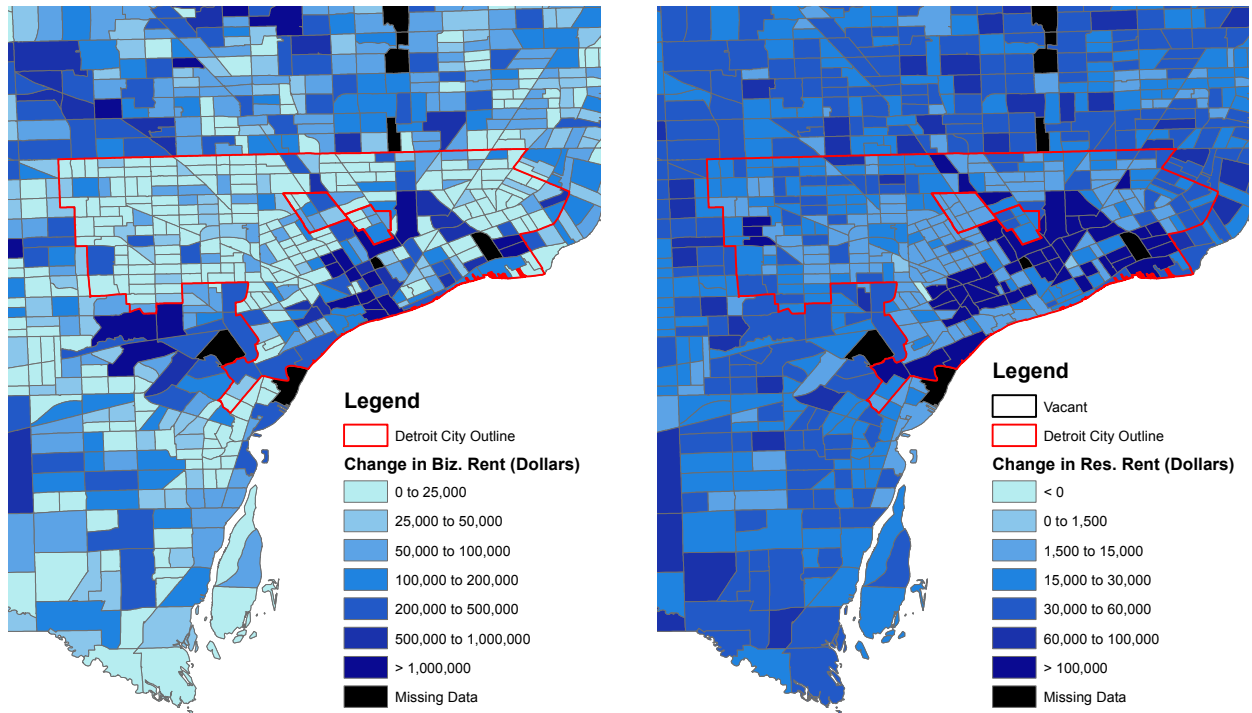 Legend
Detroit City Outline
Change in Biz. Rent (Dollars)
0 to 25,000
25,000 to 50,000
50,000 to 100,000
100,000 to 200,000
200,000 to 500,000
500,000 to 1,000,000
> 1,000,000
Missing Data
Legend
Vacant
Detroit City Outline
Change in Res. Rent (Dollars)
< 0
0 to 1,500
1,500 to 15,000
15,000 to 30,000
30,000 to 60,000
60,000 to 100,000
> 100,000
Missing Data